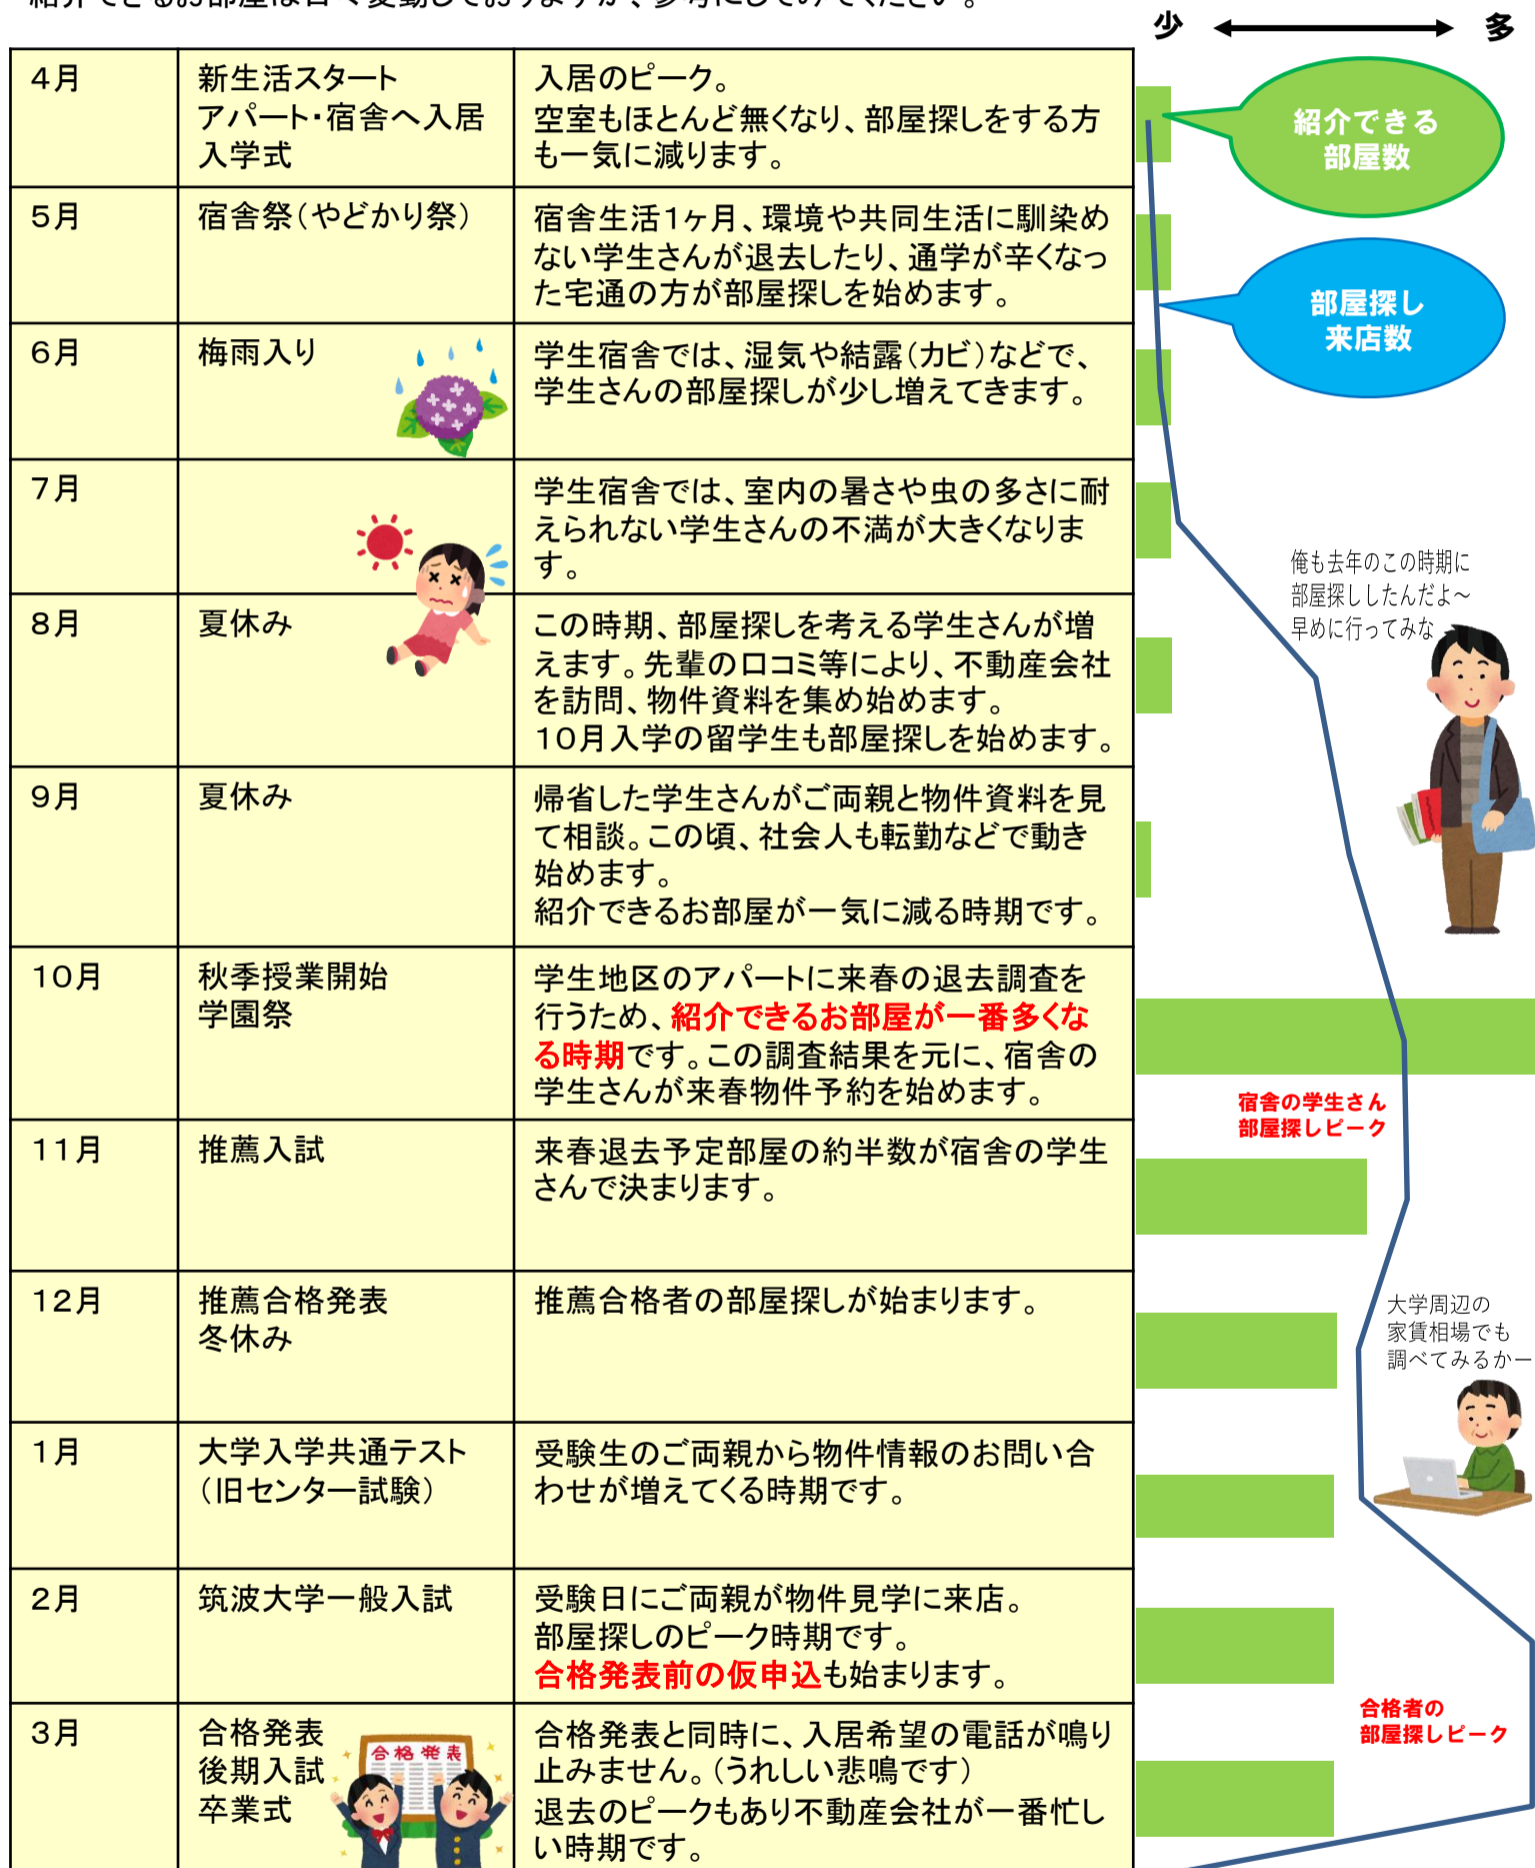 紹介できるお部屋は日々変動しておりますが、参考にしてみてください。
少 多
4月
新生活スタート
アパート・宿舎へ入居
入学式
入居のピーク。
空室もほとんど無くなり、部屋探しをする方
も一気に減ります。
紹介できる
部屋数
5月
宿舎祭（やどかり祭）
宿舎生活1ヶ月、環境や共同生活に馴染め
ない学生さんが退去したり、通学が辛くなっ
た宅通の方が部屋探しを始めます。
部屋探し
来店数
6月
梅雨入り
学生宿舎では、湿気や結露（カビ）などで、
学生さんの部屋探しが少し増えてきます。
7月
学生宿舎では、室内の暑さや虫の多さに耐
えられない学生さんの不満が大きくなりま
す。
俺も去年のこの時期に
部屋探ししたんだよ～
早めに行ってみな
8月
夏休み
この時期、部屋探しを考える学生さんが増
えます。先輩の口コミ等により、不動産会社
を訪問、物件資料を集め始めます。
10月入学の留学生も部屋探しを始めます。
9月
夏休み
帰省した学生さんがご両親と物件資料を見
て相談。この頃、社会人も転勤などで動き
始めます。
紹介できるお部屋が一気に減る時期です。
10月
秋季授業開始
学園祭
学生地区のアパートに来春の退去調査を
行うため、紹介できるお部屋が一番多くな
る時期です。この調査結果を元に、宿舎の
学生さんが来春物件予約を始めます。
宿舎の学生さん
部屋探しピーク
11月
推薦入試
来春退去予定部屋の約半数が宿舎の学生
さんで決まります。
12月
推薦合格発表
冬休み
推薦合格者の部屋探しが始まります。
大学周辺の
家賃相場でも
調べてみるかー
1月
大学入学共通テスト
（旧センター試験）
受験生のご両親から物件情報のお問い合
わせが増えてくる時期です。
2月
筑波大学一般入試
受験日にご両親が物件見学に来店。
部屋探しのピーク時期です。
合格発表前の仮申込も始まります。
合格者の
部屋探しピーク
3月
合格発表
後期入試
卒業式
合格発表
合格発表と同時に、入居希望の電話が鳴り
止みません。（うれしい悲鳴です）
退去のピークもあり不動産会社が一番忙し
い時期です。